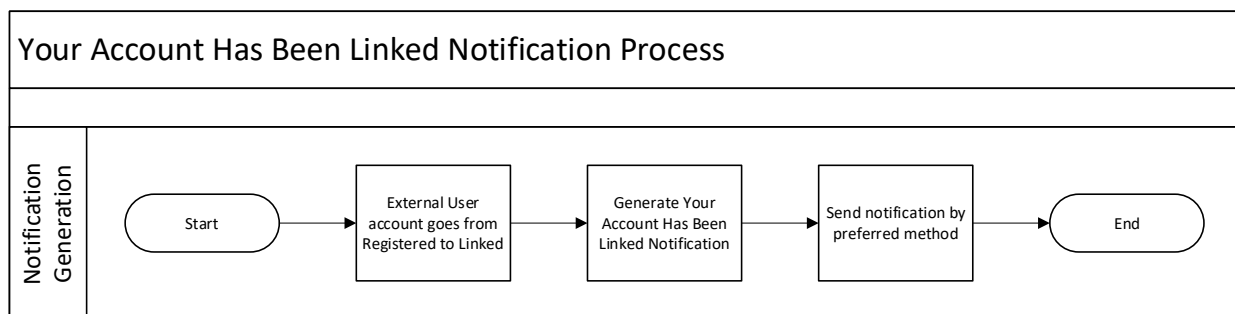 Your Account Has Been Linked Notification Process
Notification
Generation
Start
External User
account goes from
Registered to Linked
Generate Your
Account Has Been
Linked Notification
Send notification by
preferred method
End